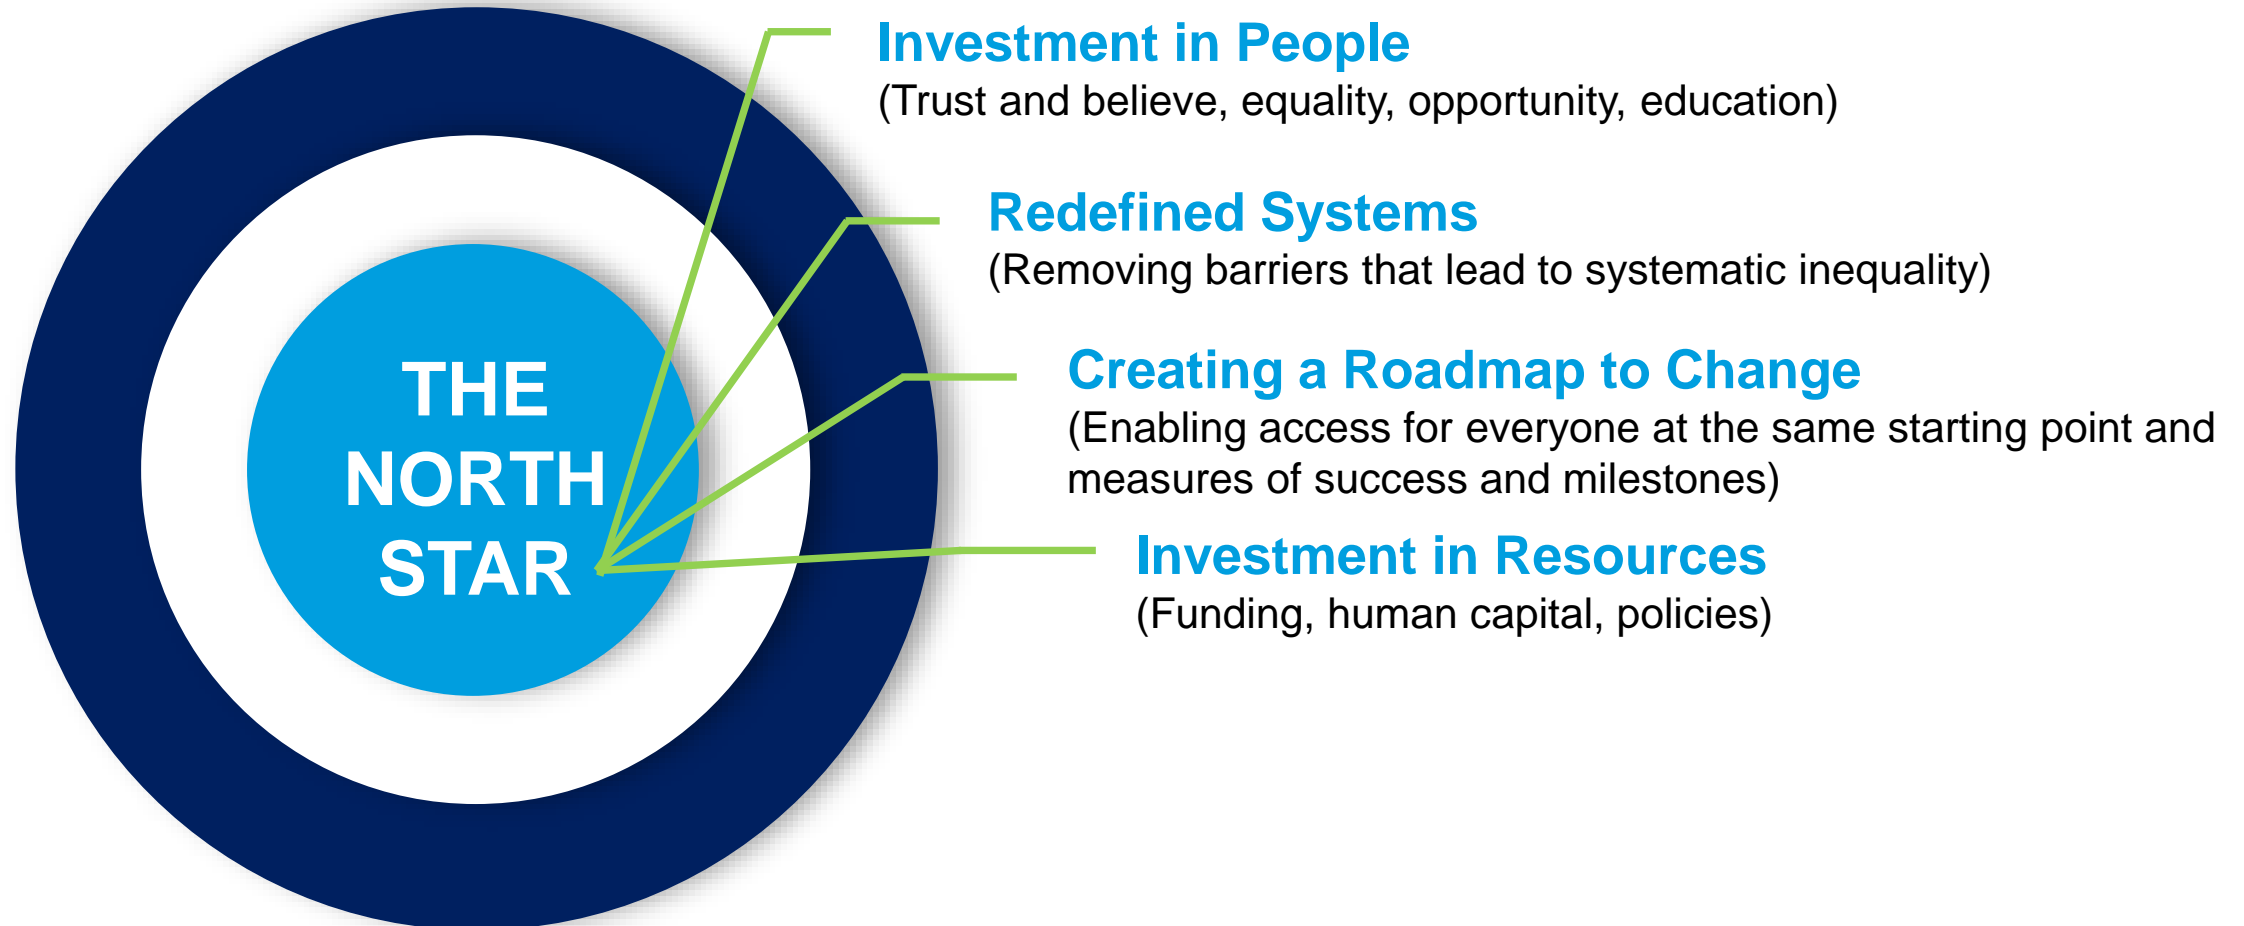 THE
NORTH
STAR
Investment in People
(Trust and believe, equality, opportunity, education)
Redefined Systems
(Removing barriers that lead to systematic inequality)
Creating a Roadmap to Change
(Enabling access for everyone at the same starting point and
measures of success and milestones)
Investment in Resources
(Funding, human capital, policies)